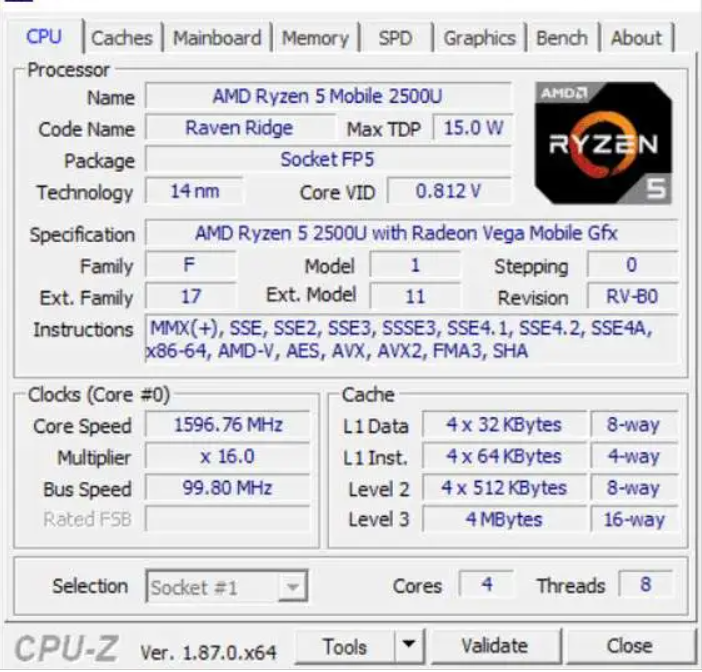 CPU Caches Mainboard Memory SPD Graphics Bench About
Processor
Name AMD Ryzen 5 Mobile 2500U
Code Name Raven Ridge Max TDP 15.0 W
Package Socket FP5
Technology 14 nm Core VID 0.812 V
AMD
RYZEN
5
Specification AMD Ryzen 5 2500U with Radeon Vega Mobile Gfx
Family F Model 1 Stepping 0
Ext. Family 17 Ext. Model 11 Revision RV-B0
Instructions MMX(+), SSE, SSE2, SSE3, SSSE3, SSE4.1, SSE4.2, SSE4A,
x86-64, AMD-V, AES, AVX, AVX2, FMA3, SHA
Clocks (Core #0)
Core Speed 1596.76 MHz
Multiplier x 16.0
Bus Speed 99.80 MHz
Rated FSB
Cache
L1 Data 4 x 32 KBytes 8-way
L1 Inst. 4 x 64 KBytes 4-way
Level 2 4 x 512 KBytes 8-way
Level 3 4 MBytes 16-way
Selection Socket #1 Cores 4 Threads 8
CPU-Z Ver. 1.87.0.x64 Tools Validate Close